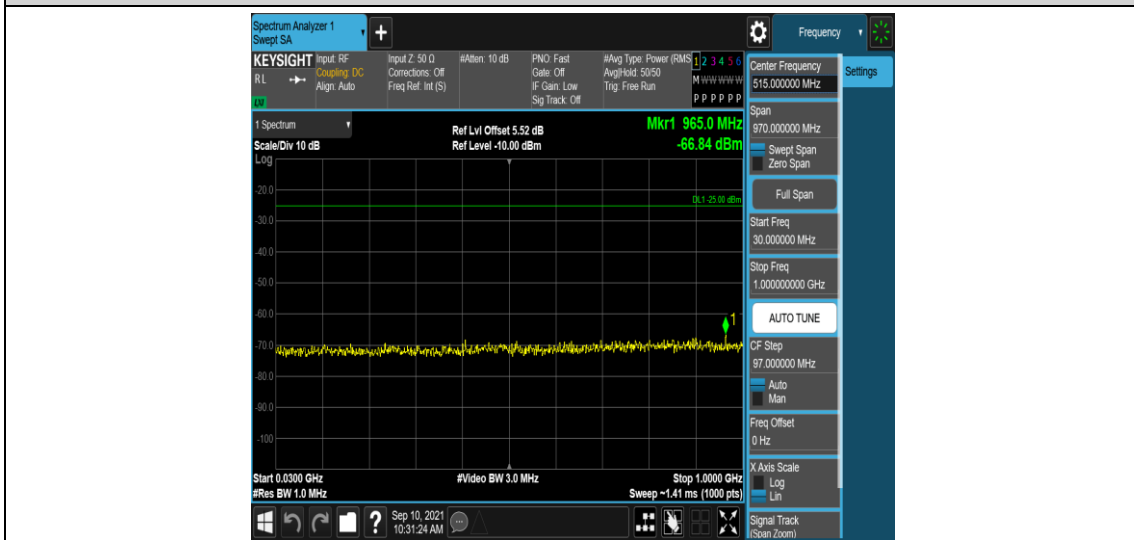 Spectrum Analyzer 1
Swept SA
Frequency
KEYSIGHT
RL
LXI
Input: RF
Coupling: DC
Align: Auto
Input Z: 50 Ω
Corrections: Off
Freq Ref: Int (S)
#Atten: 10 dB
PNO: Fast
Gate: Off
IF Gain: Low
Sig Track: Off
#Avg Type: Power (RMS
Avg|Hold: 50/50
Trig: Free Run
1 2 3 4 5 6
M W W W W W
P P P P P P
1 Spectrum
Scale/Div 10 dB
Log
Ref Lvl Offset 5.52 dB
Ref Level -10.00 dBm
Mkr1 965.0 MHz
-66.84 dBm
DL1 -25.00 dBm
-20.0
-30.0
-40.0
-50.0
-60.0
-70.0
-80.0
-90.0
-100
1
Start 0.0300 GHz
#Res BW 1.0 MHz
#Video BW 3.0 MHz
Stop 1.0000 GHz
Sweep ~1.41 ms (1000 pts)
Sep 10, 2021
10:31:24 AM
Center Frequency
515.000000 MHz
Settings
Span
970.000000 MHz
Swept Span
Zero Span
Full Span
Start Freq
30.000000 MHz
Stop Freq
1.000000000 GHz
AUTO TUNE
CF Step
97.000000 MHz
Auto
Man
Freq Offset
0 Hz
X Axis Scale
Log
Lin
Signal Track
(Span Zoom)